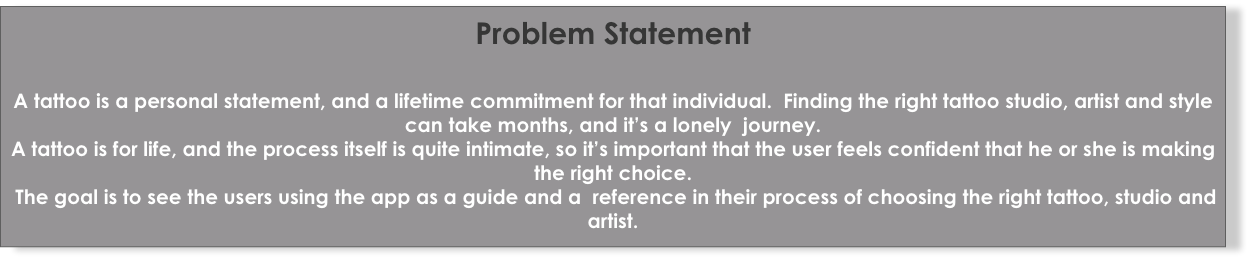 Problem Statement
A tattoo is a personal statement, and a lifetime commitment for that individual.  Finding the right tattoo studio, artist and style
can take months, and it’s a lonely  journey.
A tattoo is for life, and the process itself is quite intimate, so it’s important that the user feels confident that he or she is making
the right choice.
The goal is to see the users using the app as a guide and a  reference in their process of choosing the right tattoo, studio and
artist.